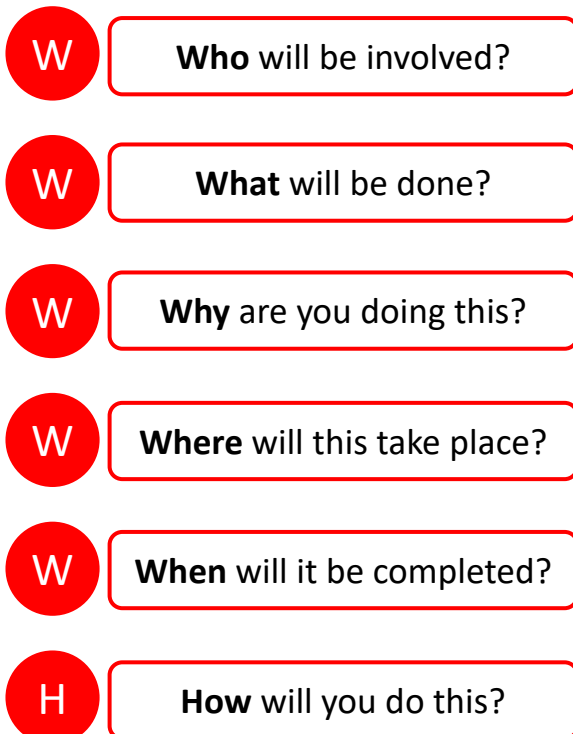 W Who will be involved?
W What will be done?
W Why are you doing this?
W Where will this take place?
W When will it be completed?
H How will you do this?